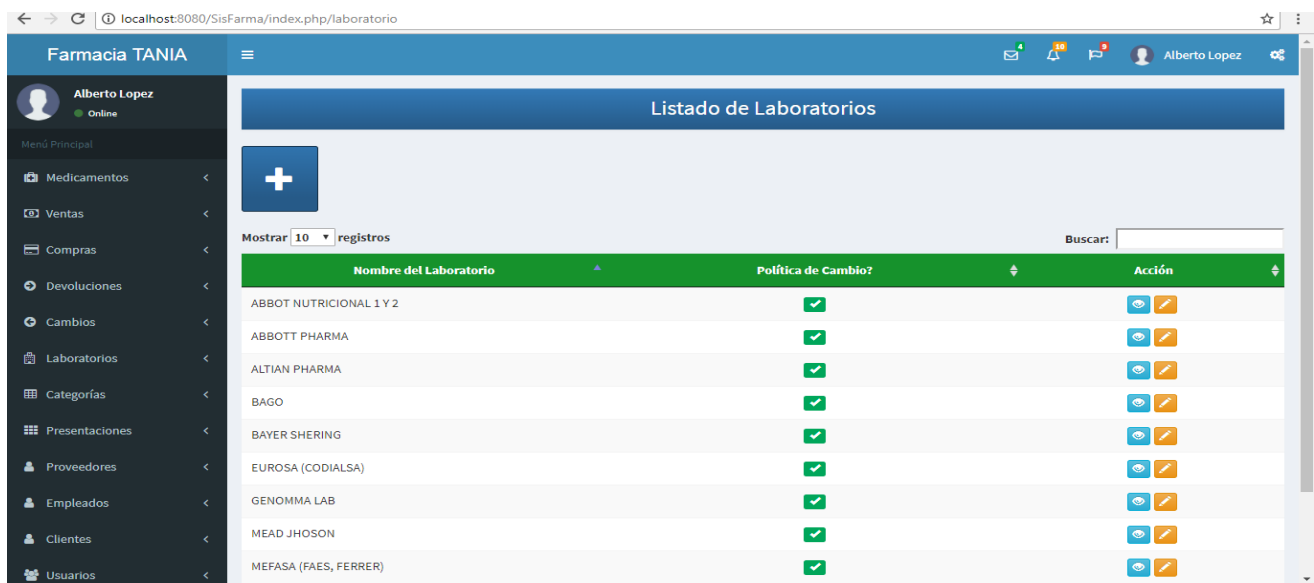 localhost:8080/SisFarma/index.php/laboratorio
Farmacia TANIA
4
10
9
Alberto Lopez
Alberto Lopez
Online
Menú Principal
Medicamentos
Ventas
Compras
Devoluciones
Cambios
Laboratorios
Categorías
Presentaciones
Proveedores
Empleados
Clientes
Usuarios
Listado de Laboratorios
Mostrar 10 registros
Buscar:
Nombre del Laboratorio Política de Cambio? Acción
ABBOT NUTRICIONAL 1 Y 2
ABBOTT PHARMA
ALTIAN PHARMA
BAGO
BAYER SHERING
EUROSA (CODIALSA)
GENOMMA LAB
MEAD JHOSON
MEFASA (FAES, FERRER)